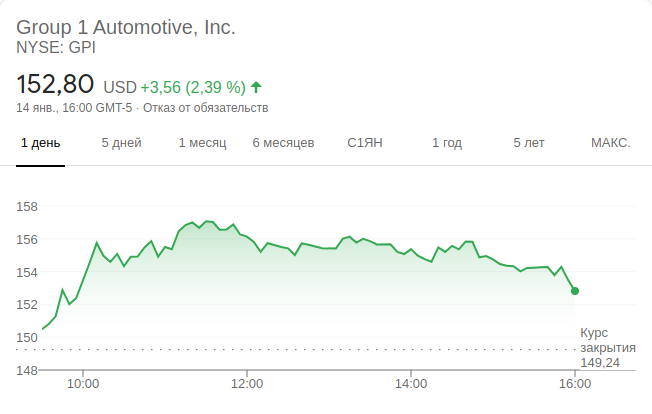 Group 1 Automotive, Inc.
NYSE: GPI
152,80 USD +3,56 (2,39 %)
14 янв., 16:00 GMT-5 · Отказ от обязательств
1 день 5 дней 1 месяц 6 месяцев С1ЯН 1 год 5 лет МАКС.
158
156
154
152
150
Курс
закрытия
149,24
148
10:00 12:00 14:00 16:00